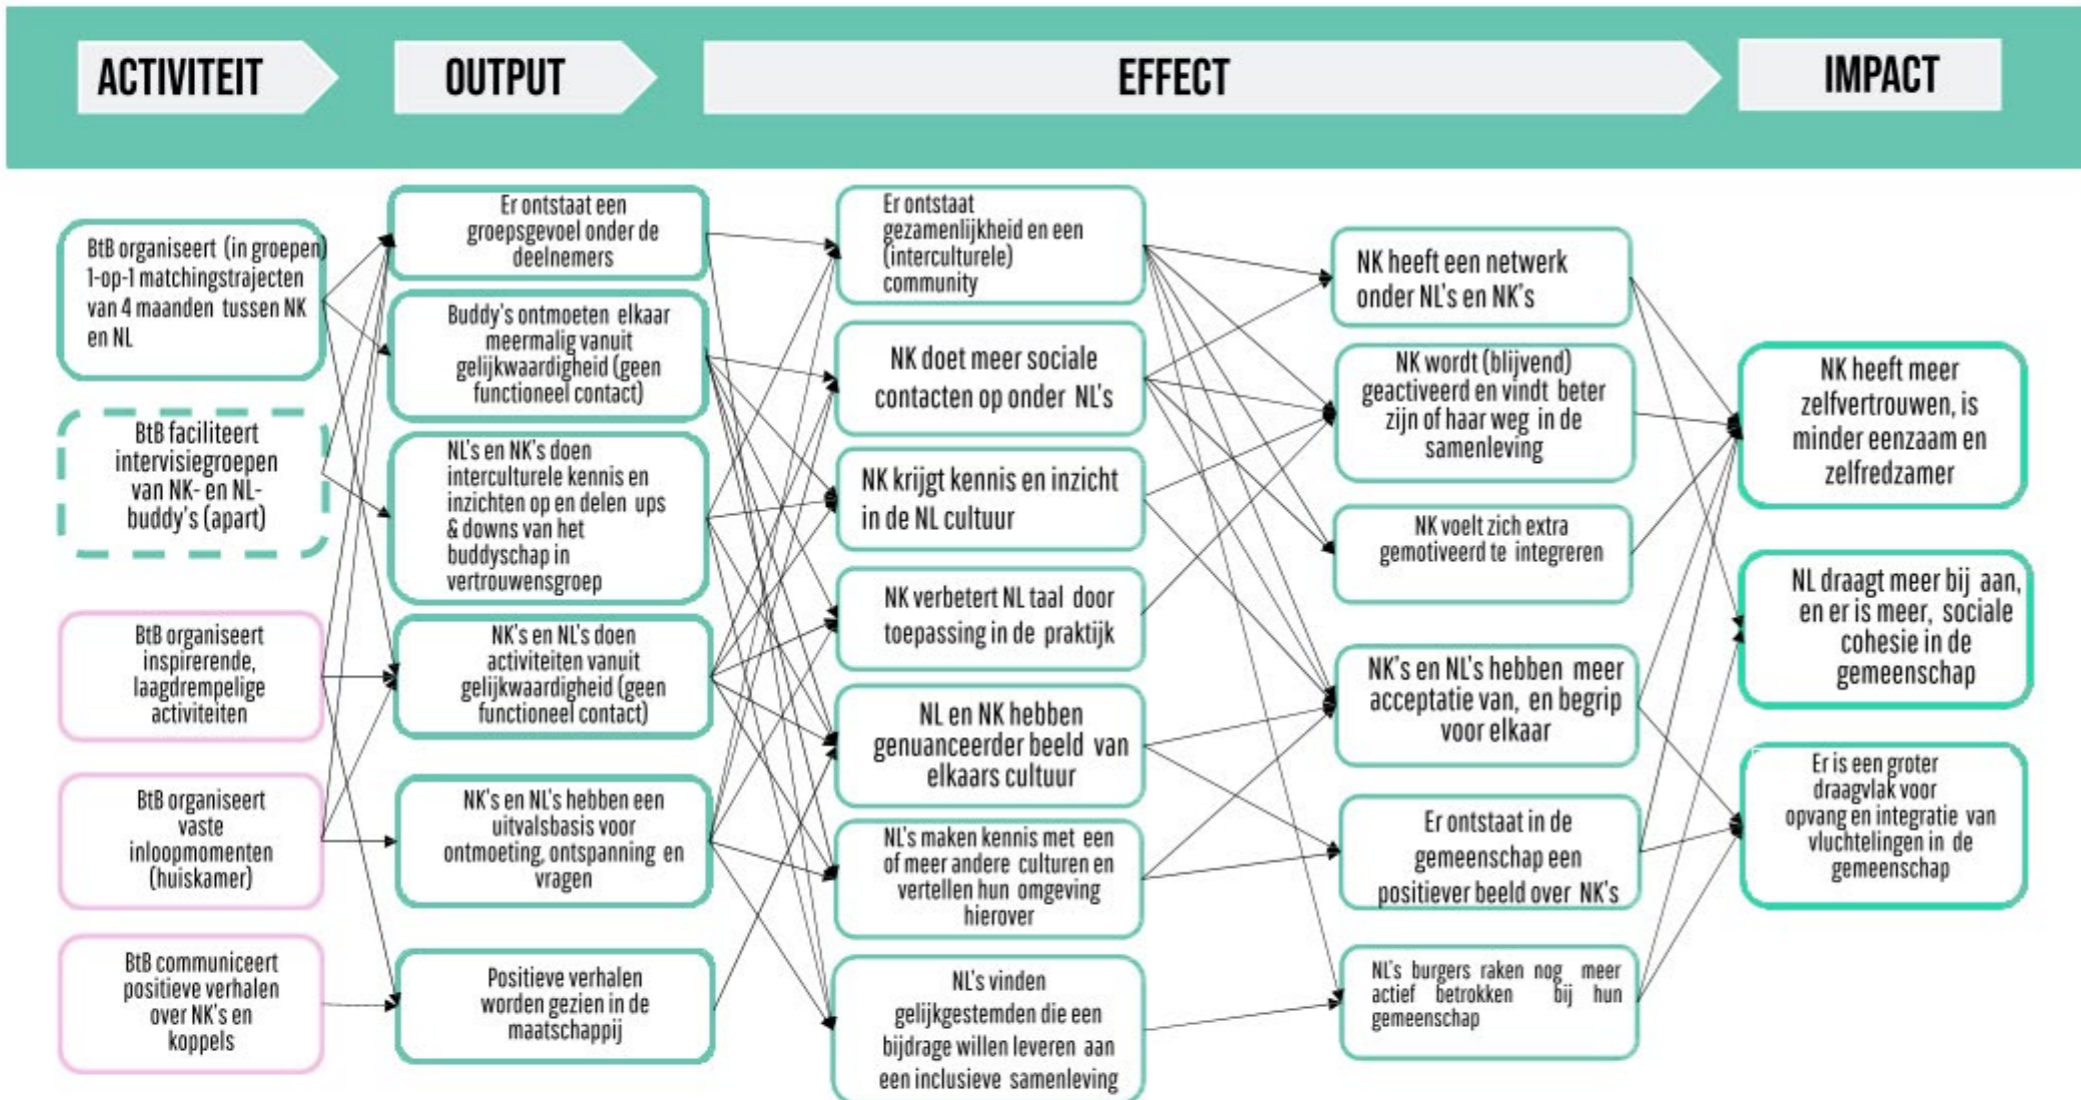 ACTIVITEIT
OUTPUT
EFFECT
IMPACT
BtB organiseert (in groepen)
1-op-1 matchingstrajecten
van 4 maanden tussen NK
en NL
BtB faciliteert
intervisiegroepen
van NK- en NL-
buddy's (apart)
BtB organiseert
inspirerende,
laagdrempelige
activiteiten
BtB organiseert
vaste
inloopmomenten
(huiskamer)
BtB communiceert
positieve verhalen
over NK's en
koppels
Er ontstaat een
groepsgevoel onder de
deelnemers
Buddy's ontmoeten elkaar
meermalig vanuit
gelijkwaardigheid (geen
functioneel contact)
NL's en NK's doen
interculturele kennis en
inzichten op en delen ups
& downs van het
buddyschap in
vertrouwensgroep
NK's en NL's doen
activiteiten vanuit
gelijkwaardigheid (geen
functioneel contact)
NK's en NL's hebben een
uitvalsbasis voor
ontmoeting, ontspanning en
vragen
Positieve verhalen
worden gezien in de
maatschappij
Er ontstaat
gezamenlijkheid en een
(interculturele)
community
NK doet meer sociale
contacten op onder NL's
NK krijgt kennis en inzicht
in de NL cultuur
NK verbetert NL taal door
toepassing in de praktijk
NL en NK hebben
genuanceerder beeld van
elkaars cultuur
NL's maken kennis met een
of meer andere culturen en
vertellen hun omgeving
hierover
NL's vinden
gelijkgestemden die een
bijdrage willen leveren aan
een inclusieve samenleving
NK heeft een netwerk
onder NL's en NK's
NK wordt (blijvend)
geactiveerd en vindt beter
zijn of haar weg in de
samenleving
NK voelt zich extra
gemotiveerd te integreren
NK's en NL's hebben meer
acceptatie van, en begrip
voor elkaar
Er ontstaat in de
gemeenschap een
positiever beeld over NK's
NL's burgers raken nog meer
actief betrokken bij hun
gemeenschap
NK heeft meer
zelfvertrouwen, is
minder eenzaam en
zelfredzamer
NL draagt meer bij aan,
en er is meer, sociale
cohesie in de
gemeenschap
Er is een groter
draagvlak voor
opvang en integratie van
vluchtelingen in de
gemeenschap